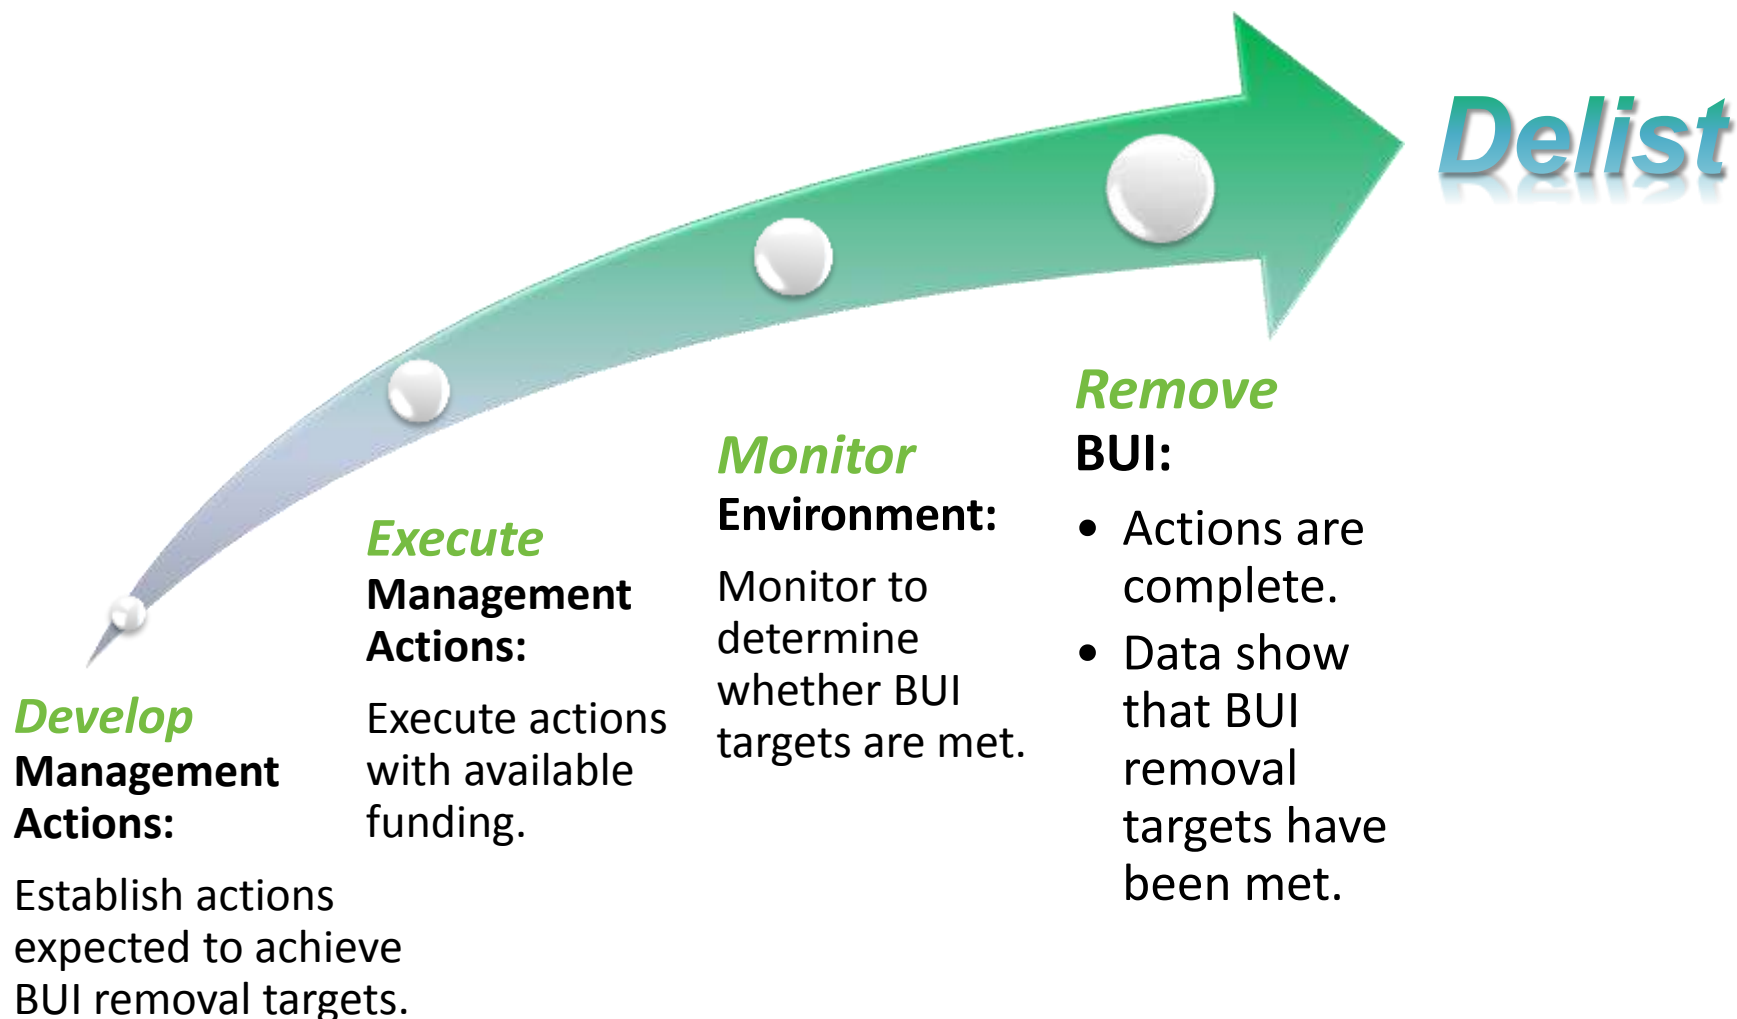 Delist
Develop
Management
Actions:
Establish actions
expected to achieve
BUI removal targets.
Execute
Management
Actions:
Execute actions
with available
funding.
Monitor
Environment:
Monitor to
determine
whether BUI
targets are met.
Remove
BUI:
• Actions are
complete.
• Data show
that BUI
removal
targets have
been met.